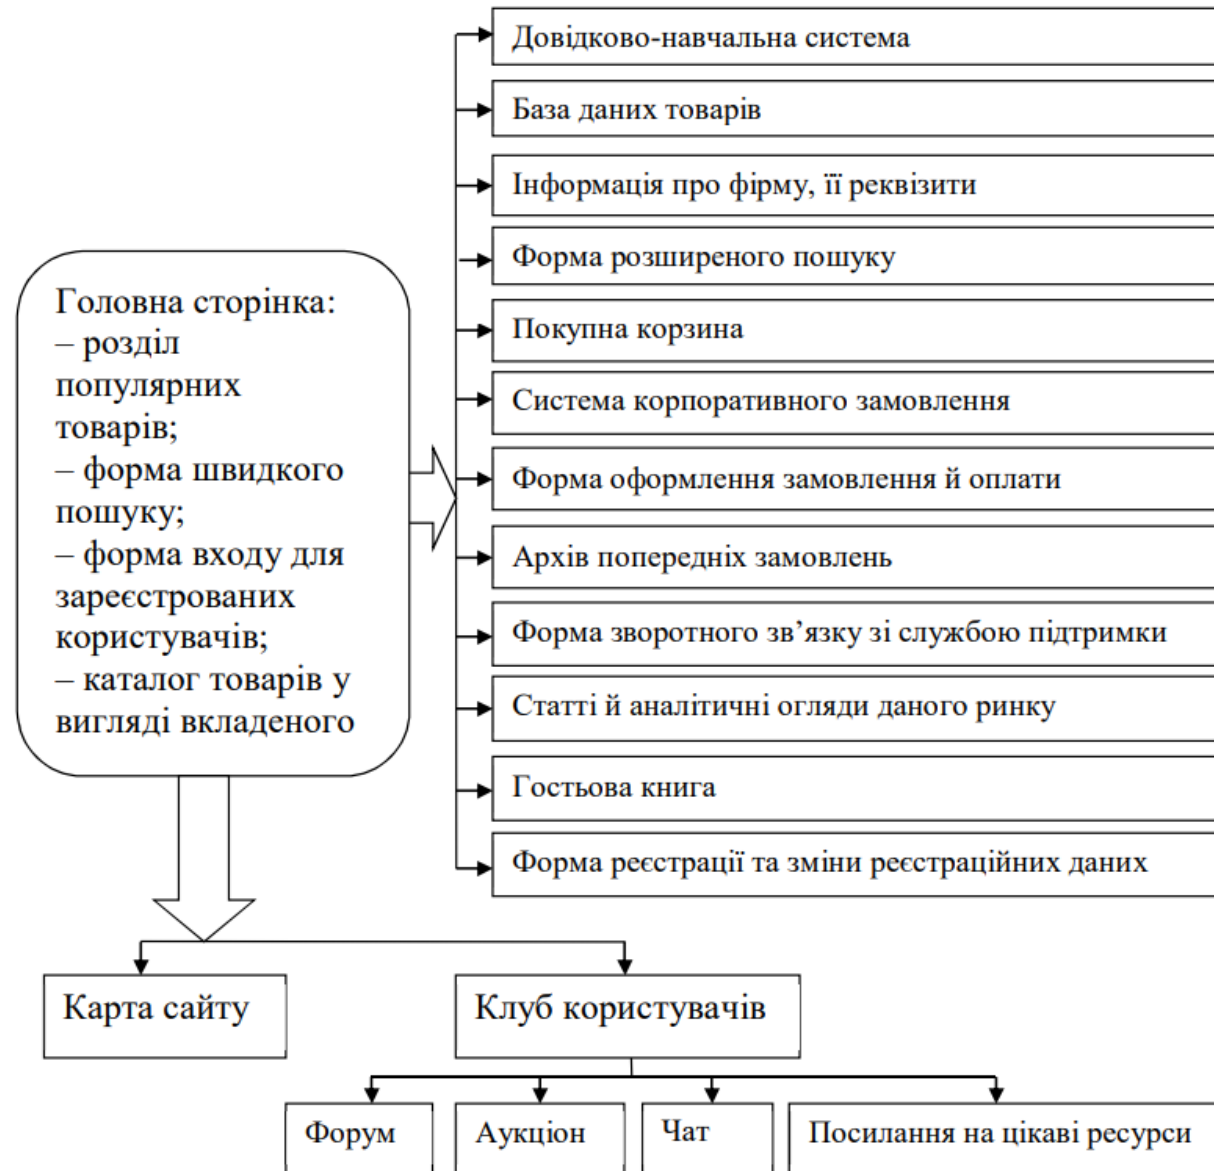 Довідково-навчальна система
База даних товарів
Інформація про фірму, її реквізити
Форма розширеного пошуку
Покупна корзина
Система корпоративного замовлення
Форма оформлення замовлення й оплати
Архів попередніх замовлень
Форма зворотного зв’язку зі службою підтримки
Статті й аналітичні огляди даного ринку
Гостьова книга
Форма реєстрації та зміни реєстраційних даних
Головна сторінка:
– розділ
популярних
товарів;
– форма швидкого
пошуку;
– форма входу для
зареєстрованих
користувачів;
– каталог товарів у
вигляді вкладеного
Карта сайту
Клуб користувачів
Форум
Аукціон
Чат
Посилання на цікаві ресурси